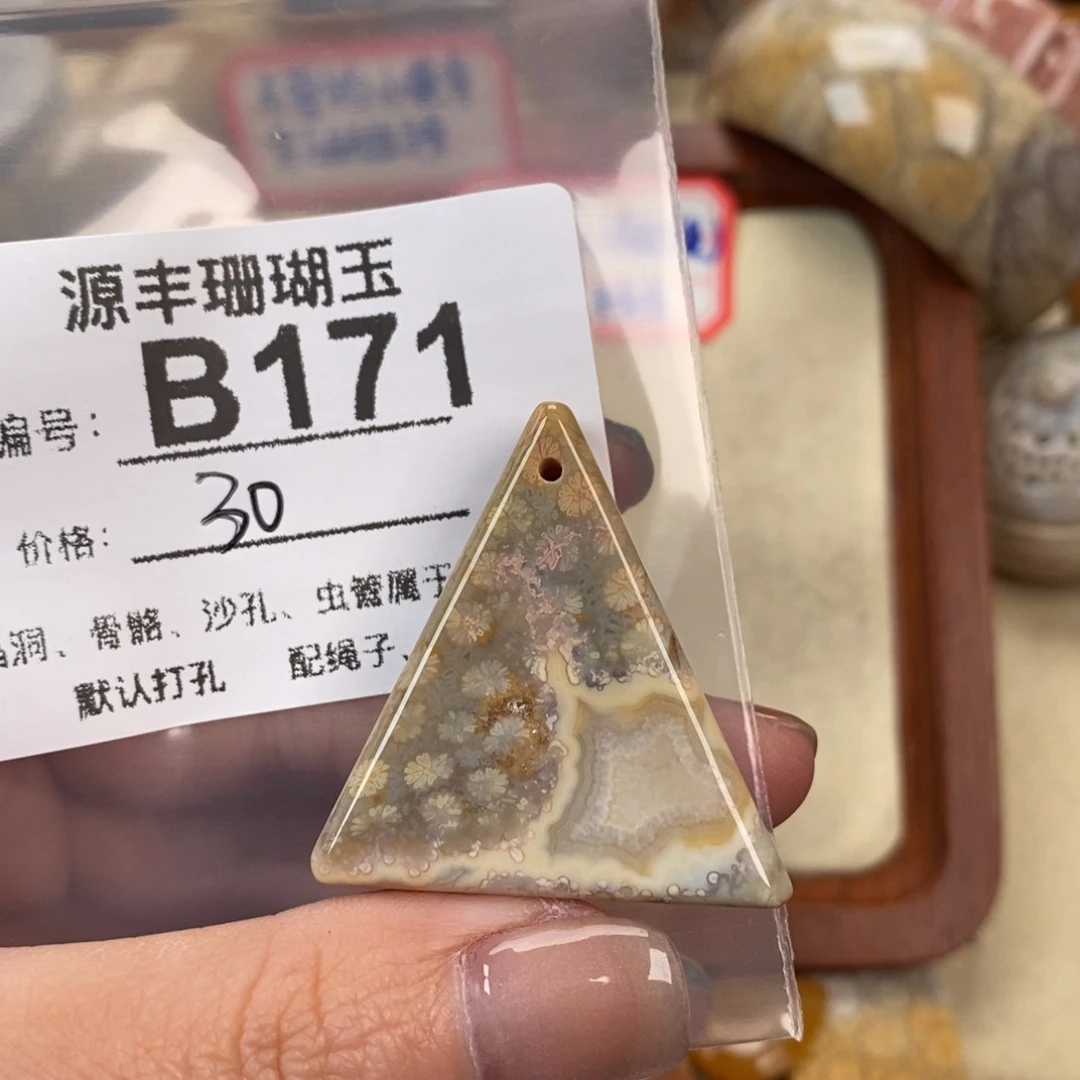 源丰珊瑚玉
编号: B171
价格: 30
洞、骨骼、沙孔、虫管属于
默认打孔 配绳子、